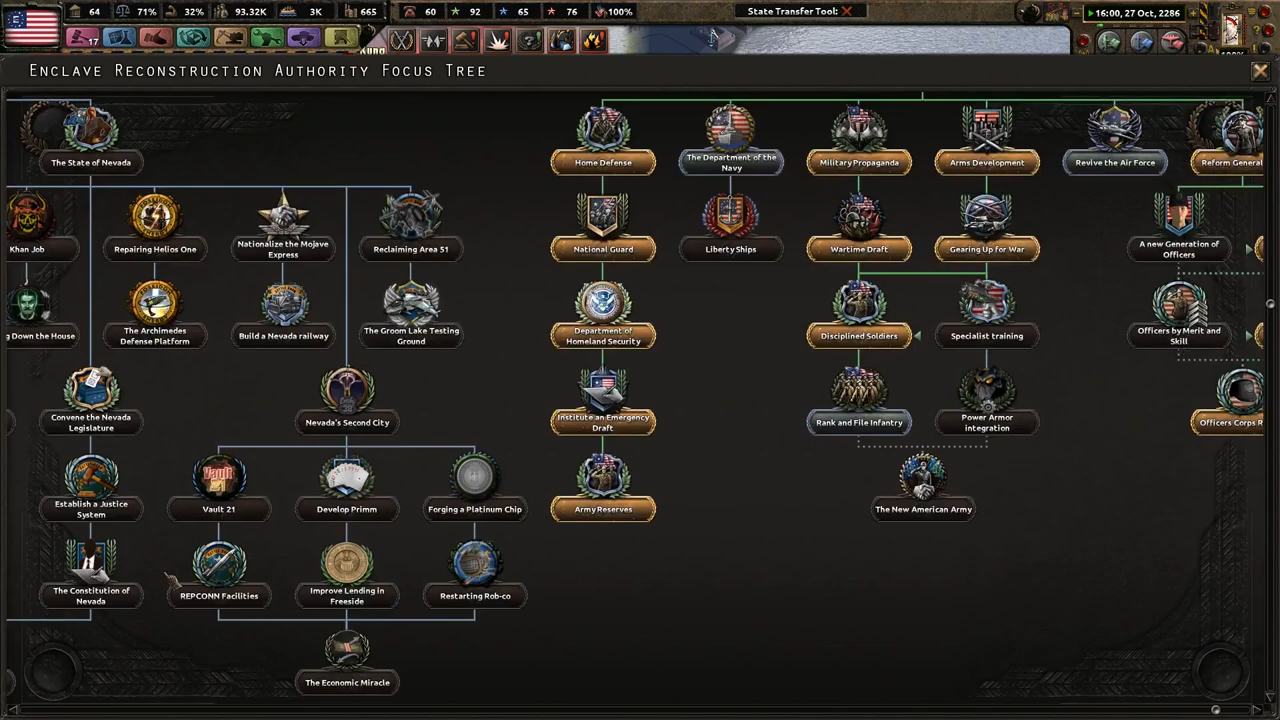 64 71% 32% 93.32K 3K 665 60 92 65 76 100%
State Transfer Tool:
16:00, 27 Oct, 2286
17
Enclave Reconstruction Authority Focus Tree
The State of Nevada
Home Defense
The Department of the
Navy
Military Propaganda
Arms Development
Revive the Air Force
Reform General
Khan Job
Repairing Helios One
Nationalize the Mojave
Express
Reclaiming Area 51
National Guard
Liberty Ships
Wartime Draft
Gearing Up for War
A new Generation of
Officers
g Down the House
The Archimedes
Defense Platform
Build a Nevada railway
The Groom Lake Testing
Ground
Department of
Homeland Security
Disciplined Soldiers
Specialist training
Officers by Merit and
Skill
Convene the Nevada
Legislature
Nevada's Second City
Institute an Emergency
Draft
Rank and File Infantry
Power Armor
integration
Officers Corps R
Establish a Justice
System
Vault
Vault 21
Develop Primm
Forging a Platinum Chip
Army Reserves
The New American Army
The Constitution of
Nevada
REPCONN Facilities
Improve Lending in
Freeside
Restarting Rob-co
The Economic Miracle